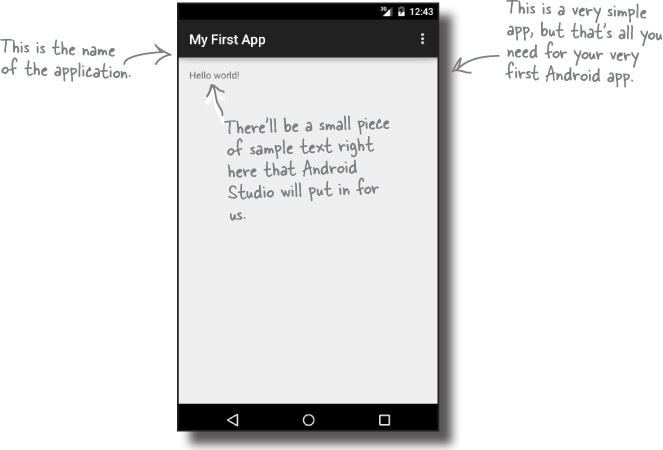 3G 12:43
My First App
Hello world!
This is the name
of the application.
This is a very simple
app, but that's all you
need for your very
first Android app.
There'll be a small piece
of sample text right
here that Android
Studio will put in for
us.